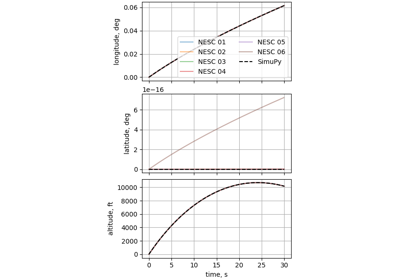 0.06
0.04
0.02
0.00
longitude, deg
NESC 01
NESC 02
NESC 03
NESC 04
NESC 05
NESC 06
SimuPy
1e−16
6
4
2
0
latitude, deg
10000
8000
6000
4000
2000
0
altitude, ft
0 5 10 15 20 25 30
time, s